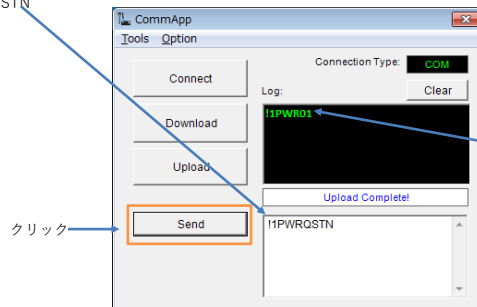 STN
CommApp
Tools Option
Connection Type: COM
Connect
Log: Clear
Download
!1PWR01
Upload
Upload Complete!
Send
!1PWRQSTN
クリック